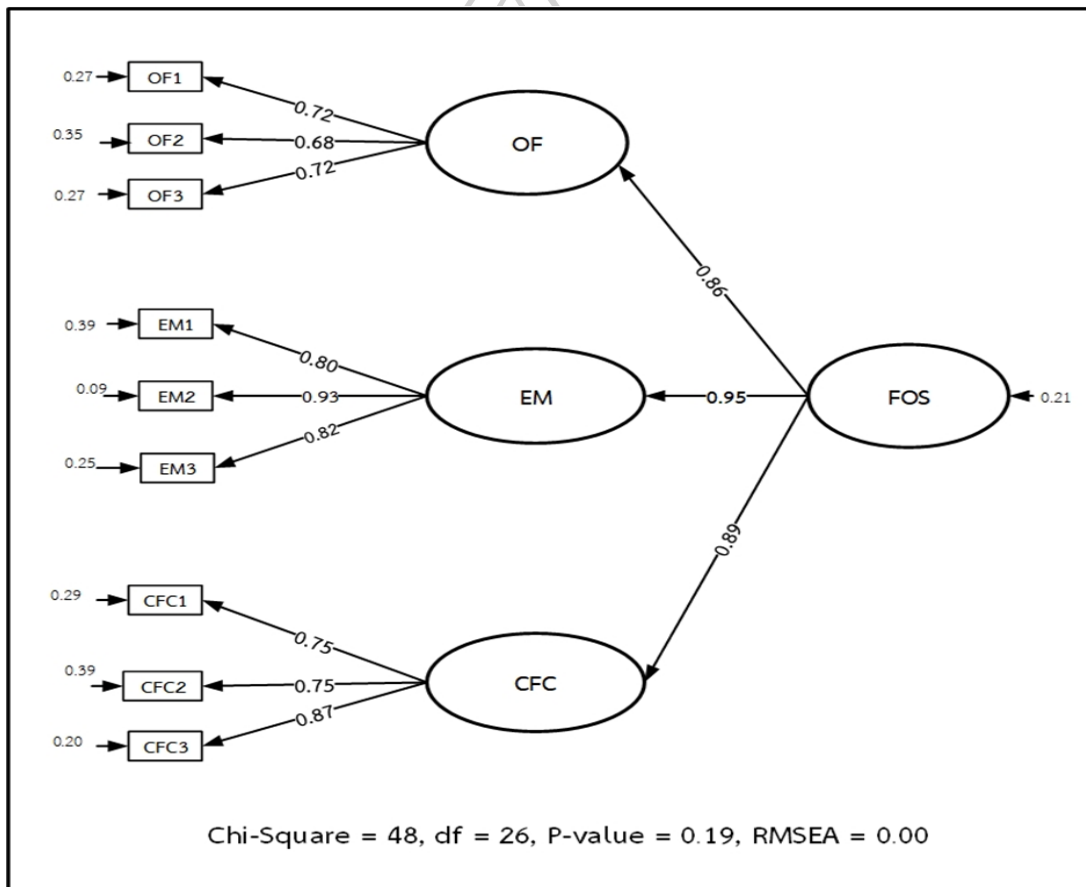 0.27
OF1
0.72
0.35
OF2
0.68
OF
0.27
OF3
0.72
0.86
0.39
EM1
0.80
0.09
EM2
0.93
EM
0.95
FOS
0.21
0.25
EM3
0.82
0.89
0.29
CFC1
0.75
0.39
CFC2
0.75
CFC
0.20
CFC3
0.87
Chi-Square = 48, df = 26, P-value = 0.19, RMSEA = 0.00